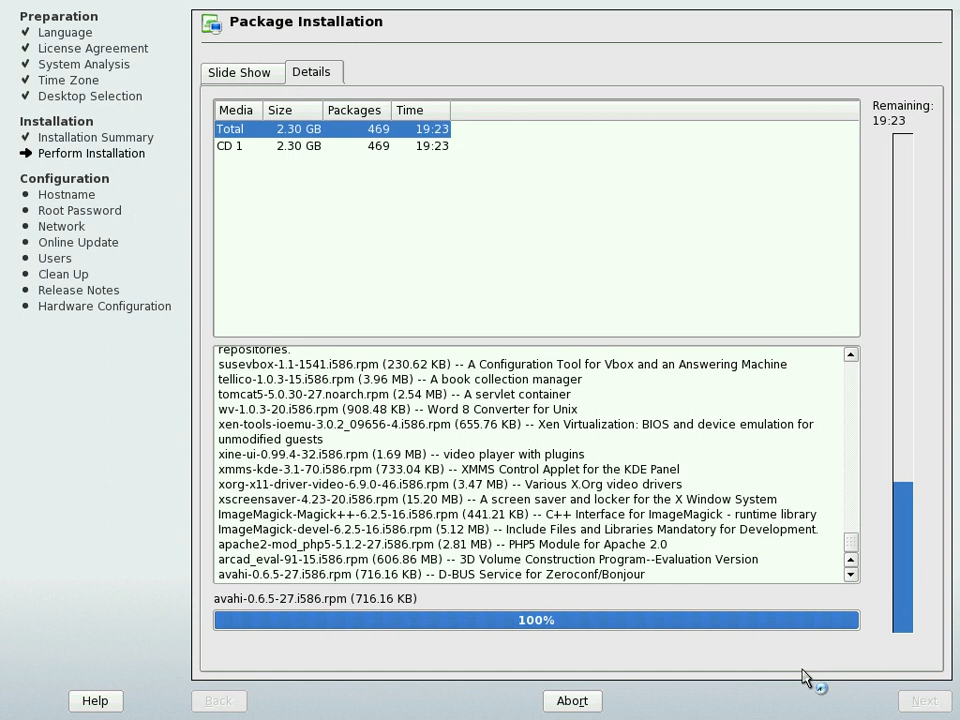 Preparation
Language
License Agreement
System Analysis
Time Zone
Desktop Selection
Installation
Installation Summary
Perform Installation
Configuration
Hostname
Root Password
Network
Online Update
Users
Clean Up
Release Notes
Hardware Configuration
Package Installation
Slide Show
Details
Media Size Packages Time
Total 2.30 GB 469 19:23
CD 1 2.30 GB 469 19:23
Remaining:
19:23
repositories.
susevbox-1.1-1541.i586.rpm (230.62 KB) -- A Configuration Tool for Vbox and an Answering Machine
tellico-1.0.3-15.i586.rpm (3.96 MB) -- A book collection manager
tomcat5-5.0.30-27.noarch.rpm (2.54 MB) -- A servlet container
wv-1.0.3-20.i586.rpm (908.48 KB) -- Word 8 Converter for Unix
xen-tools-ioemu-3.0.2_09656-4.i586.rpm (655.76 KB) -- Xen Virtualization: BIOS and device emulation for
unmodified guests
xine-ui-0.99.4-32.i586.rpm (1.69 MB) -- video player with plugins
xmms-kde-3.1-70.i586.rpm (733.04 KB) -- XMMS Control Applet for the KDE Panel
xorg-x11-driver-video-6.9.0-46.i586.rpm (3.47 MB) -- Various X.Org video drivers
xscreensaver-4.23-20.i586.rpm (15.20 MB) -- A screen saver and locker for the X Window System
ImageMagick-Magick++-6.2.5-16.i586.rpm (441.21 KB) -- C++ Interface for ImageMagick - runtime library
ImageMagick-devel-6.2.5-16.i586.rpm (5.12 MB) -- Include Files and Libraries Mandatory for Development.
apache2-mod_php5-5.1.2-27.i586.rpm (2.81 MB) -- PHP5 Module for Apache 2.0
arcad_eval-91-15.i586.rpm (606.86 MB) -- 3D Volume Construction Program--Evaluation Version
avahi-0.6.5-27.i586.rpm (716.16 KB) -- D-BUS Service for Zeroconf/Bonjour
avahi-0.6.5-27.i586.rpm (716.16 KB)
100%
Help
Back
Abort
Next